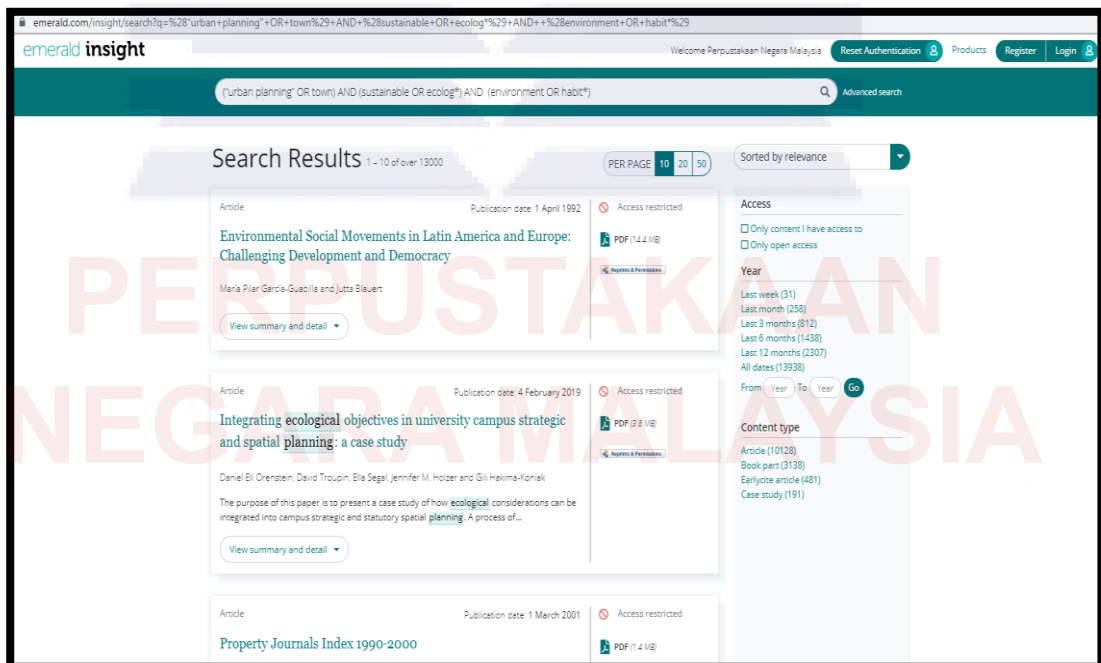 emerald.com/insight/search?q=%28"urban+planning"+OR+town%29+AND+%28sustainable+OR+ecolog*%29+AND++%28environment+OR+habit*%29
emerald insight
Welcome Perpustakaan Negara Malaysia
Reset Authentication
Products
Register
Login
("urban planning" OR town) AND (sustainable OR ecolog*) AND (environment OR habit*)
Advanced search
Search Results 1 – 10 of over 13000
PER PAGE 10 20 50
Sorted by relevance
Article
Publication date: 1 April 1992
Access restricted
Environmental Social Movements in Latin America and Europe:
Challenging Development and Democracy
PDF (14.4 MB)
Reprints & Permissions
María Pilar García-Guadilla and Jutta Blauert
View summary and detail
Article
Publication date: 4 February 2019
Access restricted
Integrating ecological objectives in university campus strategic
and spatial planning: a case study
PDF (3.8 MB)
Reprints & Permissions
Daniel Eli Orenstein, David Troupin, Ella Segal, Jennifer M. Holzer and Gili Hakima-Koniak
The purpose of this paper is to present a case study of how ecological considerations can be
integrated into campus strategic and statutory spatial planning. A process of...
View summary and detail
Article
Publication date: 1 March 2001
Access restricted
Property Journals Index 1990-2000
PDF (1.4 MB)
Access
Only content I have access to
Only open access
Year
Last week (31)
Last month (258)
Last 3 months (812)
Last 6 months (1438)
Last 12 months (2307)
All dates (13938)
From Year To Year Go
Content type
Article (10128)
Book part (3138)
Earlycite article (481)
Case study (191)
PERPUSTAKAAN
NEGARA MALAYSIA